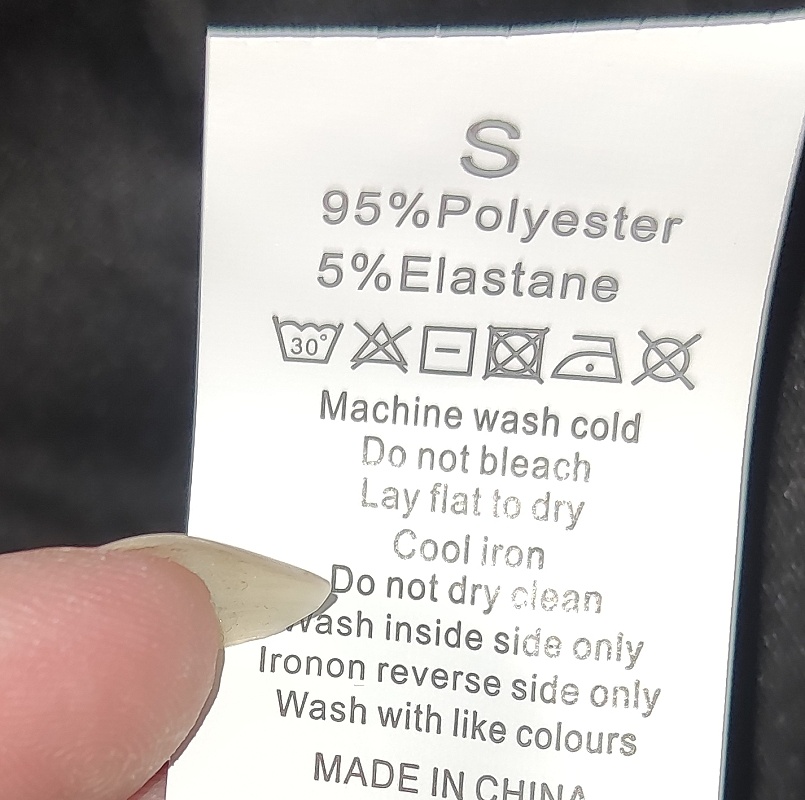 S
95%Polyester
5%Elastane
30°
Machine wash cold
Do not bleach
Lay flat to dry
Cool iron
Do not dry clean
Wash inside side only
Ironon reverse side only
Wash with like colours
MADE IN CHINA